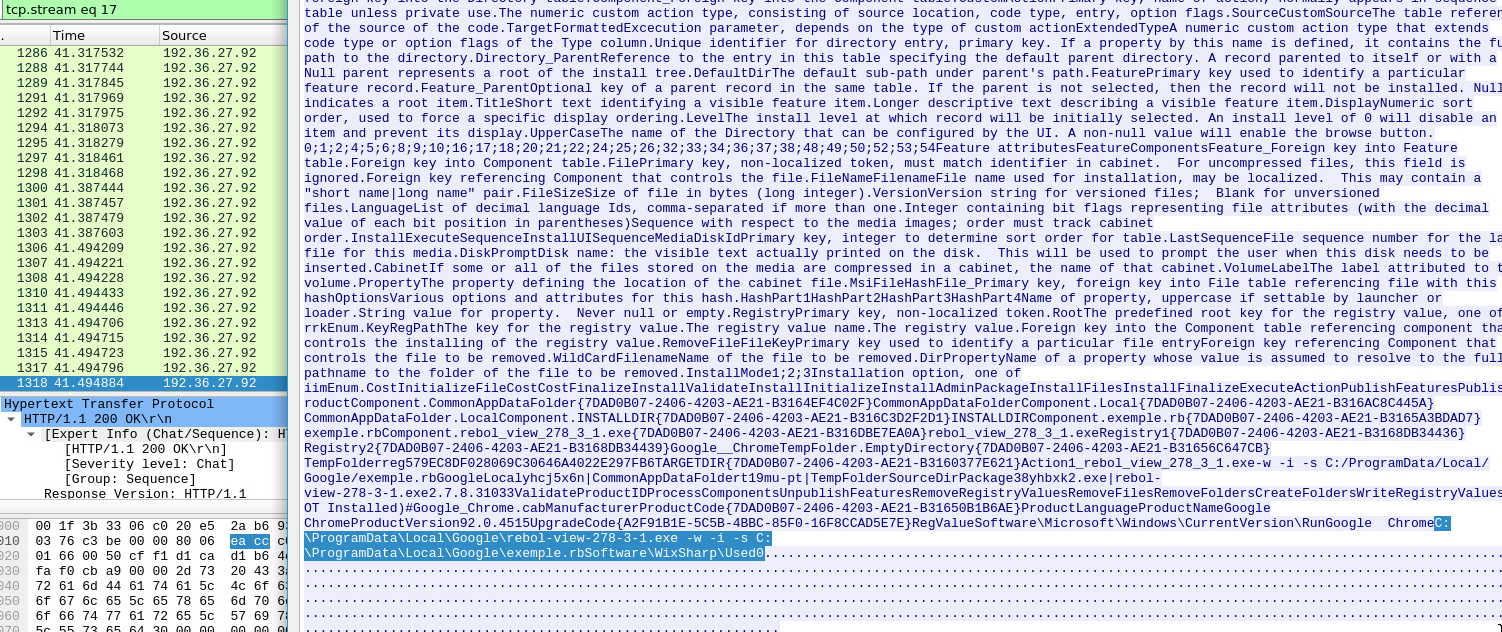 tcp.stream eq 17
. Time Source
1286 41.317532 192.36.27.92
1288 41.317744 192.36.27.92
1289 41.317845 192.36.27.92
1291 41.317969 192.36.27.92
1292 41.317975 192.36.27.92
1294 41.318073 192.36.27.92
1295 41.318279 192.36.27.92
1297 41.318461 192.36.27.92
1298 41.318468 192.36.27.92
1300 41.387444 192.36.27.92
1301 41.387457 192.36.27.92
1302 41.387479 192.36.27.92
1303 41.387603 192.36.27.92
1306 41.494209 192.36.27.92
1307 41.494221 192.36.27.92
1308 41.494228 192.36.27.92
1310 41.494433 192.36.27.92
1311 41.494446 192.36.27.92
1313 41.494706 192.36.27.92
1314 41.494715 192.36.27.92
1315 41.494723 192.36.27.92
1317 41.494796 192.36.27.92
1318 41.494884 192.36.27.92
Hypertext Transfer Protocol
HTTP/1.1 200 OK\r\n
[Expert Info (Chat/Sequence): H
[HTTP/1.1 200 OK\r\n]
[Severity level: Chat]
[Group: Sequence]
Response Version: HTTP/1.1
000 00 1f 3b 33 06 c0 20 e5 2a b6 93
010 03 76 c3 be 00 00 80 06 ea cc c0
020 01 66 00 50 cf f1 d1 ca d1 b6 4d
030 fa f0 cb a9 00 00 2d 73 20 43 3a
040 72 61 6d 44 61 74 61 5c 4c 6f 63
050 6f 67 6c 65 5c 65 78 65 6d 70 6c
060 6f 66 74 77 61 72 65 5c 57 69 78
070 5c 55 73 65 64 30 00 00 00 00 00
table unless private use.The numeric custom action type, consisting of source location, code type, entry, option flags.SourceCustomSourceThe table referen
of the source of the code.TargetFormattedExcecution parameter, depends on the type of custom actionExtendedTypeA numeric custom action type that extends
code type or option flags of the Type column.Unique identifier for directory entry, primary key. If a property by this name is defined, it contains the fu
path to the directory.Directory_ParentReference to the entry in this table specifying the default parent directory. A record parented to itself or with a
Null parent represents a root of the install tree.DefaultDirThe default sub-path under parent's path.FeaturePrimary key used to identify a particular
feature record.Feature_ParentOptional key of a parent record in the same table. If the parent is not selected, then the record will not be installed. Null
indicates a root item.TitleShort text identifying a visible feature item.Longer descriptive text describing a visible feature item.DisplayNumeric sort
order, used to force a specific display ordering.LevelThe install level at which record will be initially selected. An install level of 0 will disable an
item and prevent its display.UpperCaseThe name of the Directory that can be configured by the UI. A non-null value will enable the browse button.
0;1;2;4;5;6;8;9;10;16;17;18;20;21;22;24;25;26;32;33;34;36;37;38;48;49;50;52;53;54Feature attributesFeatureComponentsFeature_Foreign key into Feature
table.Foreign key into Component table.FilePrimary key, non-localized token, must match identifier in cabinet.  For uncompressed files, this field is
ignored.Foreign key referencing Component that controls the file.FileNameFilenameFile name used for installation, may be localized.  This may contain a
"short name|long name" pair.FileSizeSize of file in bytes (long integer).VersionVersion string for versioned files;  Blank for unversioned
files.LanguageList of decimal language Ids, comma-separated if more than one.Integer containing bit flags representing file attributes (with the decimal
value of each bit position in parentheses)Sequence with respect to the media images; order must track cabinet
order.InstallExecuteSequenceInstallUISequenceMediaDiskIdPrimary key, integer to determine sort order for table.LastSequenceFile sequence number for the la
file for this media.DiskPromptDisk name: the visible text actually printed on the disk.  This will be used to prompt the user when this disk needs to be
inserted.CabinetIf some or all of the files stored on the media are compressed in a cabinet, the name of that cabinet.VolumeLabelThe label attributed to t
volume.PropertyThe property defining the location of the cabinet file.MsiFileHashFile_Primary key, foreign key into File table referencing file with this
hashOptionsVarious options and attributes for this hash.HashPart1HashPart2HashPart3HashPart4Name of property, uppercase if settable by launcher or
loader.String value for property.  Never null or empty.RegistryPrimary key, non-localized token.RootThe predefined root key for the registry value, one of
rrkEnum.KeyRegPathThe key for the registry value.The registry value name.The registry value.Foreign key into the Component table referencing component tha
controls the installing of the registry value.RemoveFileFileKeyPrimary key used to identify a particular file entryForeign key referencing Component that
controls the file to be removed.WildCardFilenameName of the file to be removed.DirPropertyName of a property whose value is assumed to resolve to the full
pathname to the folder of the file to be removed.InstallMode1;2;3Installation option, one of
iimEnum.CostInitializeFileCostCostFinalizeInstallValidateInstallInitializeInstallAdminPackageInstallFilesInstallFinalizeExecuteActionPublishFeaturesPublis
roductComponent.CommonAppDataFolder{7DAD0B07-2406-4203-AE21-B3164EF4C02F}CommonAppDataFolderComponent.Local{7DAD0B07-2406-4203-AE21-B316AC8C445A}
CommonAppDataFolder.LocalComponent.INSTALLDIR{7DAD0B07-2406-4203-AE21-B316C3D2F2D1}INSTALLDIRComponent.exemple.rb{7DAD0B07-2406-4203-AE21-B3165A3BDAD7}
exemple.rbComponent.rebol_view_278_3_1.exe{7DAD0B07-2406-4203-AE21-B316DBE7EA0A}rebol_view_278_3_1.exeRegistry1{7DAD0B07-2406-4203-AE21-B3168DB34436}
Registry2{7DAD0B07-2406-4203-AE21-B3168DB34439}Google__ChromeTempFolder.EmptyDirectory{7DAD0B07-2406-4203-AE21-B31656C647CB}
TempFolderreg579EC8DF028069C30646A4022E297FB6TARGETDIR{7DAD0B07-2406-4203-AE21-B3160377E621}Action1_rebol_view_278_3_1.exe-w -i -s C:/ProgramData/Local/
Google/exemple.rbGoogleLocalyhcj5x6n|CommonAppDataFoldert19mu-pt|TempFolderSourceDirPackage38yhbxk2.exe|rebol-
view-278-3-1.exe2.7.8.31033ValidateProductIDProcessComponentsUnpublishFeaturesRemoveRegistryValuesRemoveFilesRemoveFoldersCreateFoldersWriteRegistryValues
OT Installed)#Google_Chrome.cabManufacturerProductCode{7DAD0B07-2406-4203-AE21-B31650B1B6AE}ProductLanguageProductNameGoogle
ChromeProductVersion92.0.4515UpgradeCode{A2F91B1E-5C5B-4BBC-85F0-16F8CCAD5E7E}RegValueSoftware\Microsoft\Windows\CurrentVersion\RunGoogle  ChromeC:
\ProgramData\Local\Google\rebol-view-278-3-1.exe -w -i -s C:
\ProgramData\Local\Google\exemple.rbSoftware\WixSharp\Used0